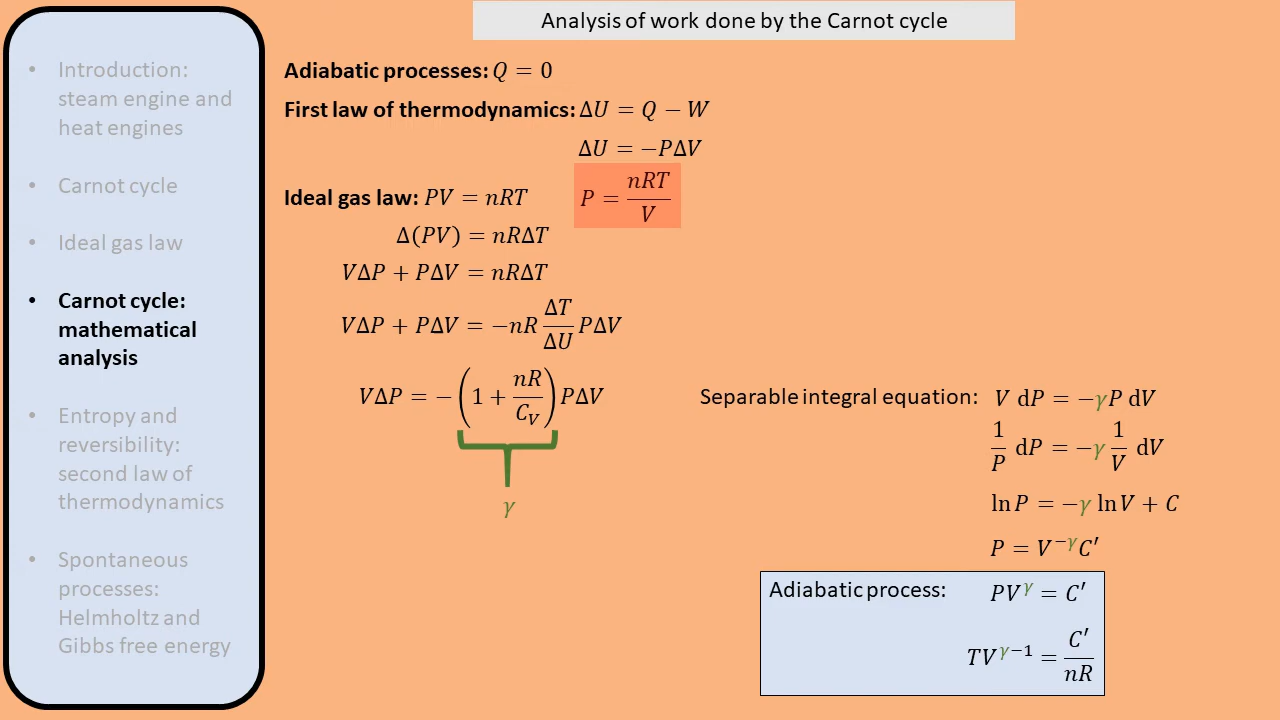 Analysis of work done by the Carnot cycle
• Introduction:
steam engine and
heat engines
• Carnot cycle
• Ideal gas law
• Carnot cycle:
mathematical
analysis
• Entropy and
reversibility:
second law of
thermodynamics
• Spontaneous
processes:
Helmholtz and
Gibbs free energy
Adiabatic processes: Q = 0
First law of thermodynamics: ΔU = Q − W
ΔU = −PΔV
Ideal gas law: PV = nRT
P = nRT/V
Δ(PV) = nRΔT
VΔP + PΔV = nRΔT
VΔP + PΔV = −nR ΔT/ΔU PΔV
VΔP = −(1 + nR/C_V) PΔV
γ
Separable integral equation: V dP = −γP dV
1/P dP = −γ 1/V dV
ln P = −γ ln V + C
P = V^−γ C′
Adiabatic process: PV^γ = C′
TV^γ−1 = C′/nR